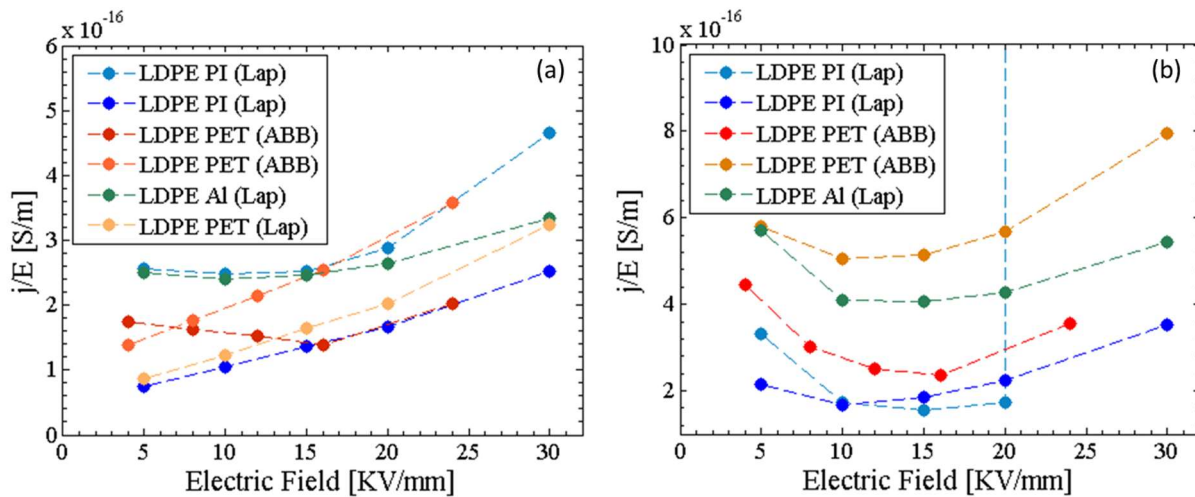 x 10⁻¹⁶
(a)
LDPE PI (Lap)
LDPE PI (Lap)
LDPE PET (ABB)
LDPE PET (ABB)
LDPE Al (Lap)
LDPE PET (Lap)
j/E [S/m]
6
5
4
3
2
1
0
0 5 10 15 20 25 30
Electric Field [KV/mm]
x 10⁻¹⁶
(b)
LDPE PI (Lap)
LDPE PI (Lap)
LDPE PET (ABB)
LDPE PET (ABB)
LDPE Al (Lap)
j/E [S/m]
10
8
6
4
2
0 5 10 15 20 25 30
Electric Field [KV/mm]